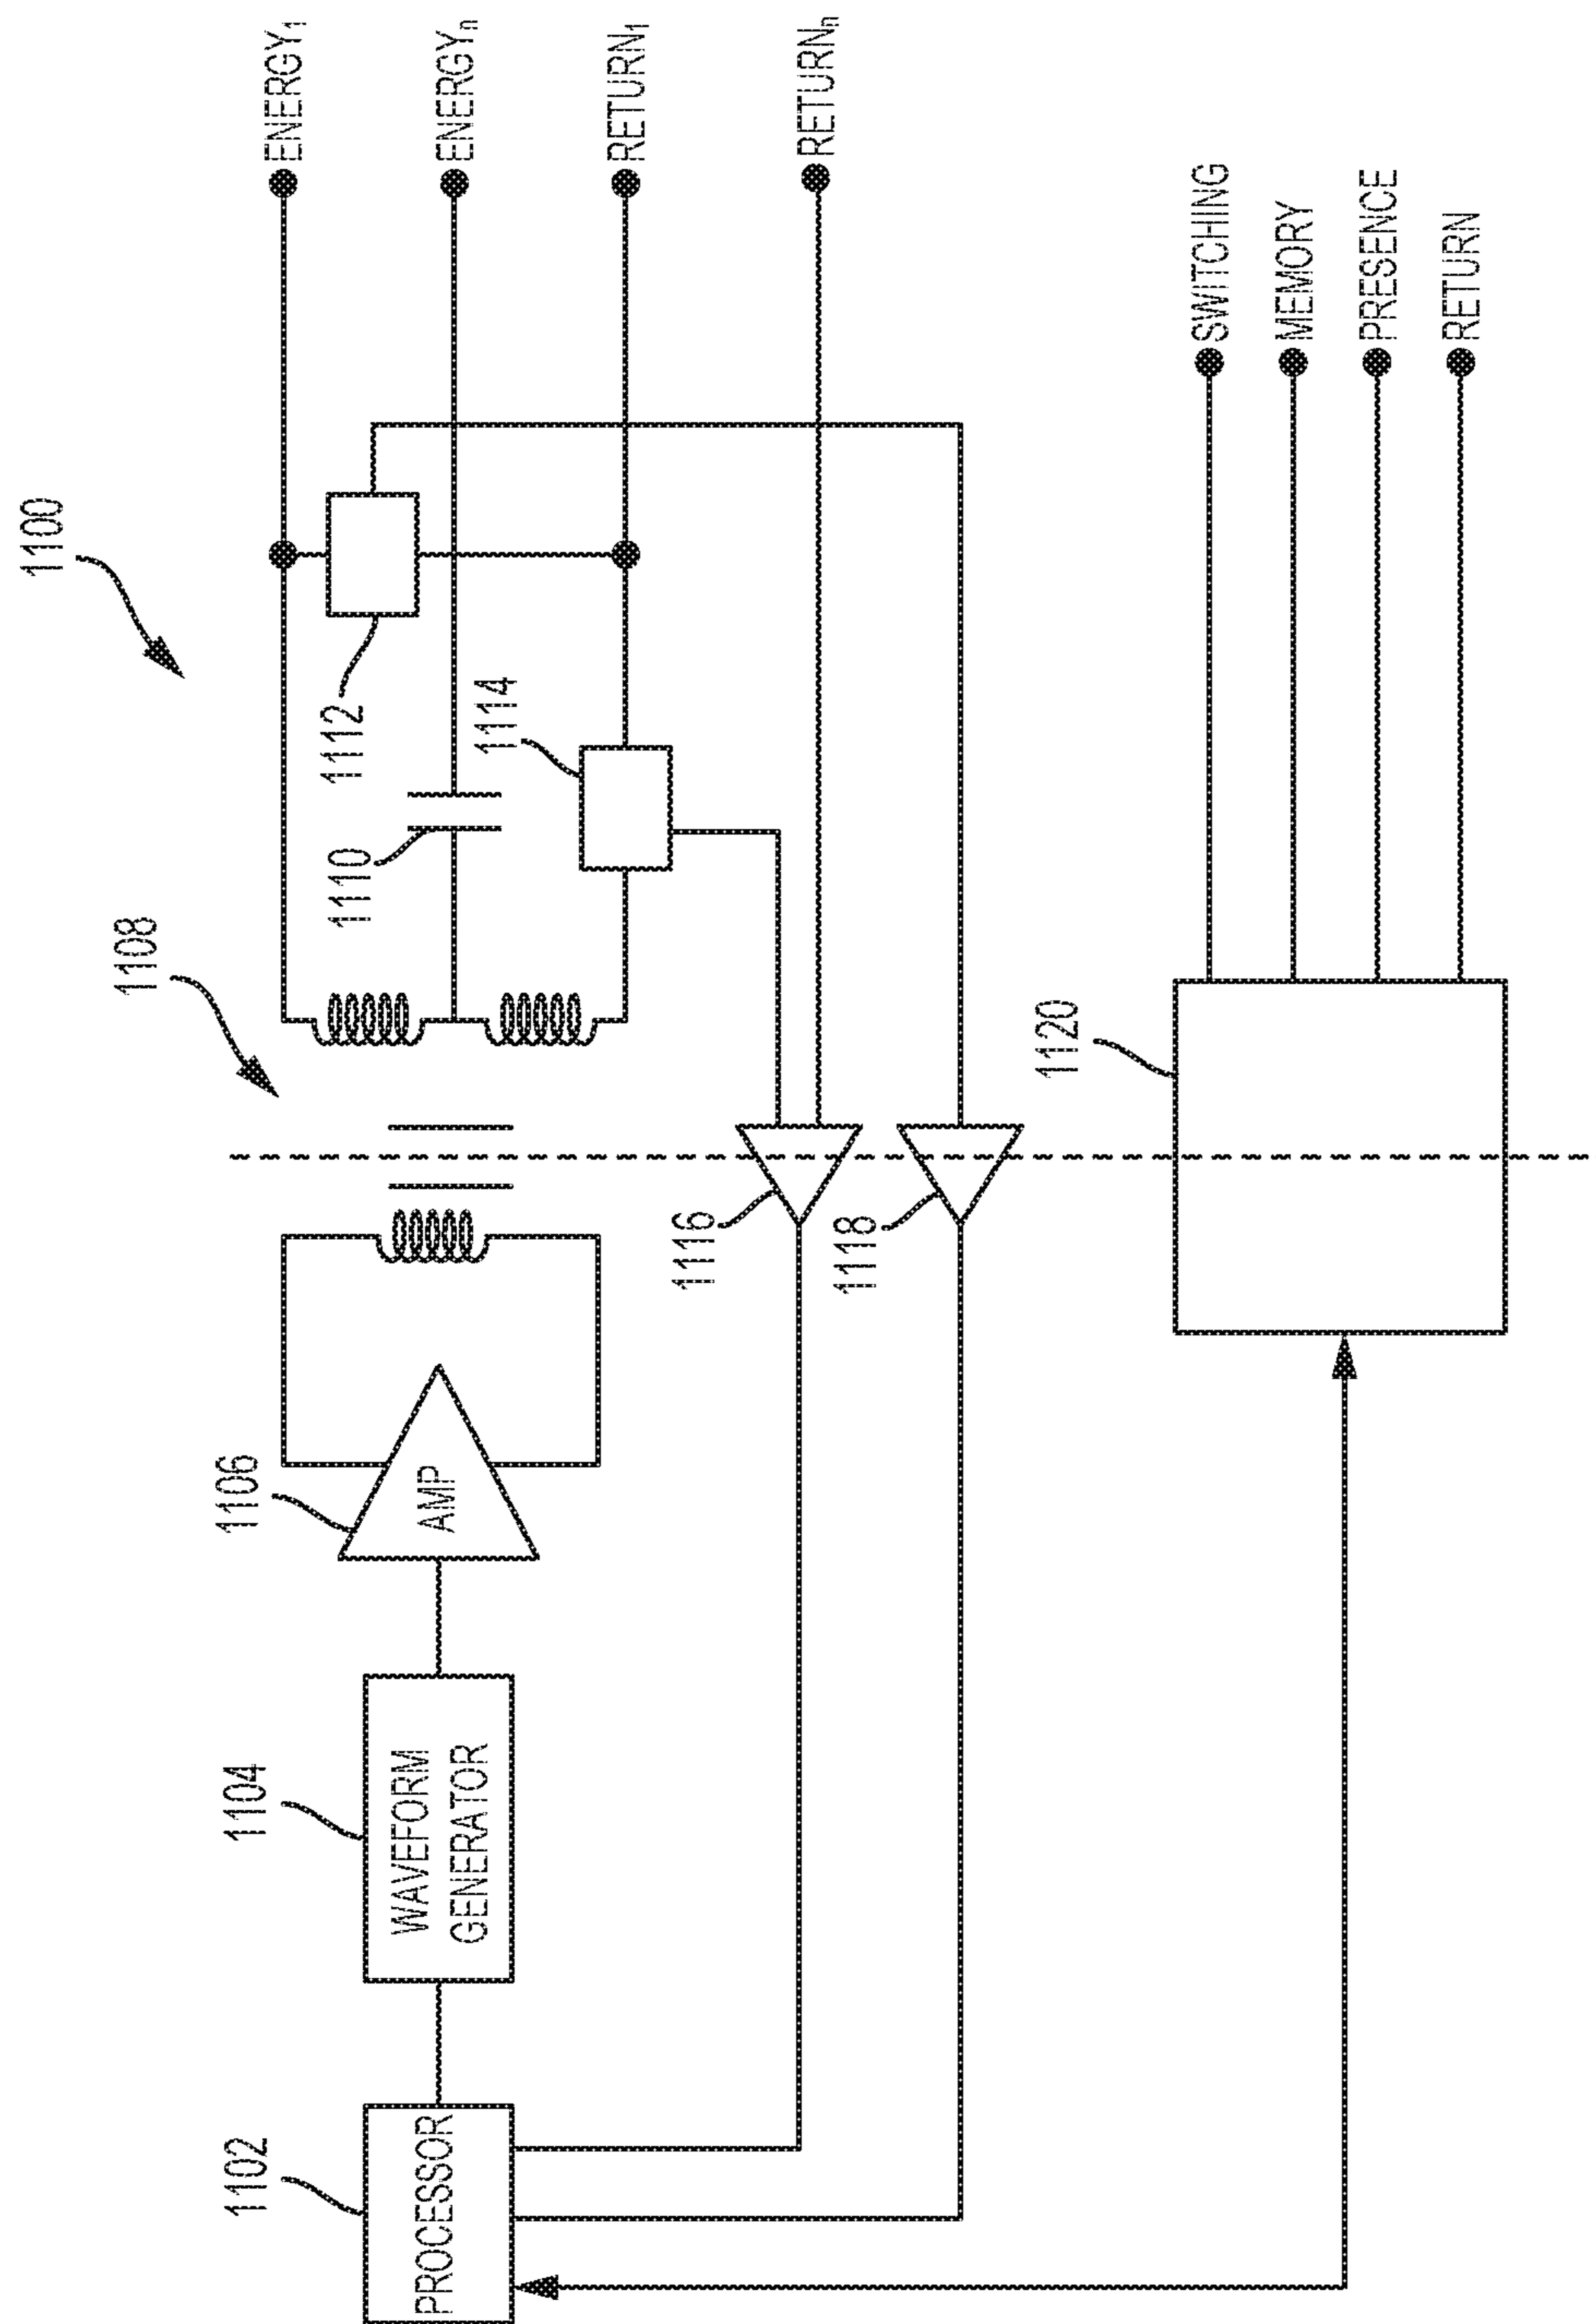 1100
1108
1102
PROCESSOR
1104
WAVEFORM
GENERATOR
1106
AMP
1110
1112
1114
1116
1118
1120
ENERGY₁
ENERGYₙ
RETURN₁
RETURNₙ
SWITCHING
MEMORY
PRESENCE
RETURN